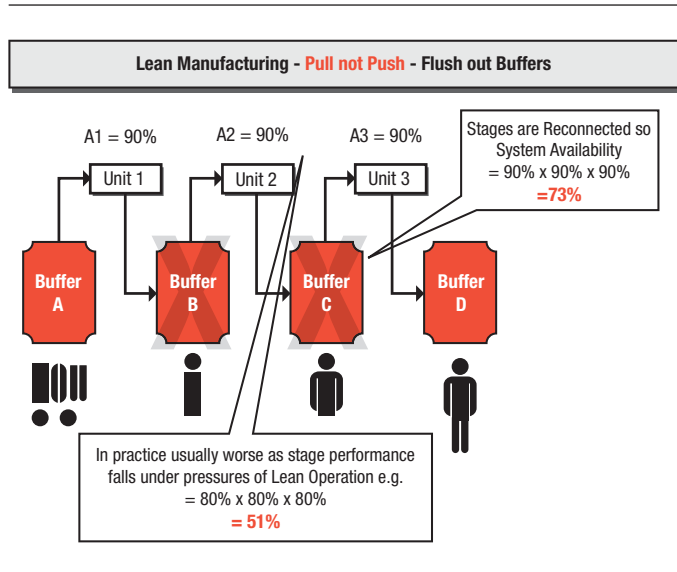 Lean Manufacturing - Pull not Push - Flush out Buffers
A1 = 90%
A2 = 90%
A3 = 90%
Stages are Reconnected so
System Availability
= 90% x 90% x 90%
=73%
Unit 1
Unit 2
Unit 3
Buffer
A
Buffer
B
Buffer
C
Buffer
D
In practice usually worse as stage performance
falls under pressures of Lean Operation e.g.
= 80% x 80% x 80%
= 51%